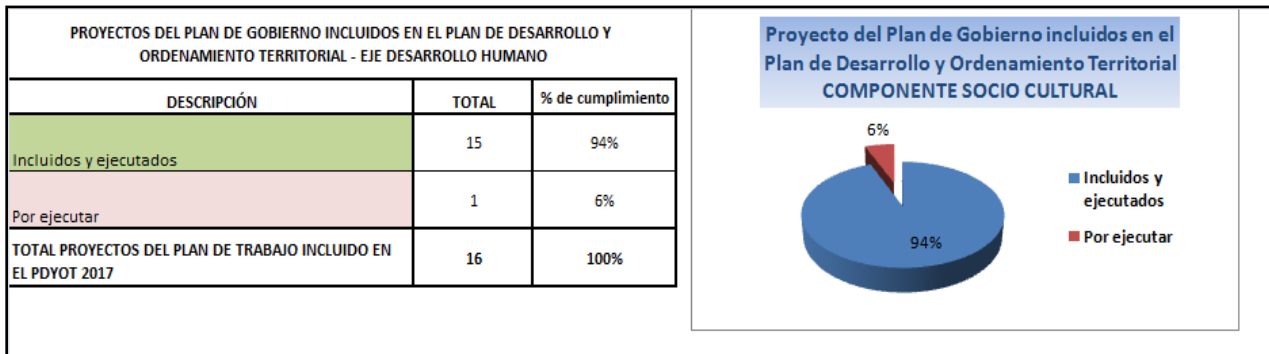 PROYECTOS DEL PLAN DE GOBIERNO INCLUIDOS EN EL PLAN DE DESARROLLO Y
ORDENAMIENTO TERRITORIAL - EJE DESARROLLO HUMANO
DESCRIPCIÓN TOTAL % de cumplimiento
Incluidos y ejecutados 15 94%
Por ejecutar 1 6%
TOTAL PROYECTOS DEL PLAN DE TRABAJO INCLUIDO EN
EL PDYOT 2017 16 100%
Proyecto del Plan de Gobierno incluidos en el
Plan de Desarrollo y Ordenamiento Territorial
COMPONENTE SOCIO CULTURAL
6%
94%
Incluidos y
ejecutados
Por ejecutar